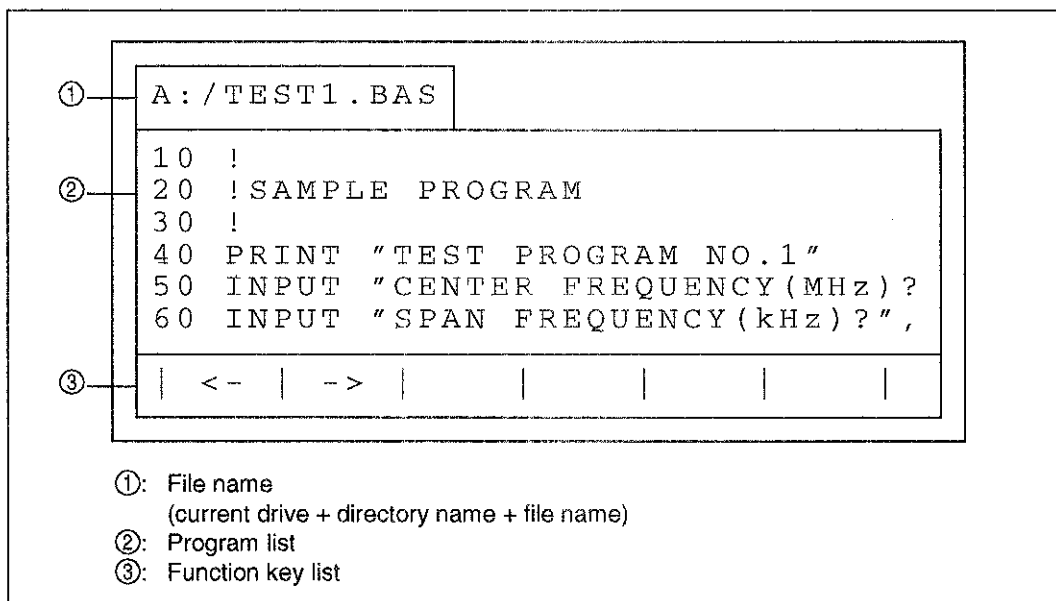 ① A:/TEST1.BAS
10 !
② 20 !SAMPLE PROGRAM
30 !
40 PRINT "TEST PROGRAM NO.1"
50 INPUT "CENTER FREQUENCY(MHz)?
60 INPUT "SPAN FREQUENCY(kHz)?",
③ | <- | -> | | | | |
①: File name
(current drive + directory name + file name)
②: Program list
③: Function key list